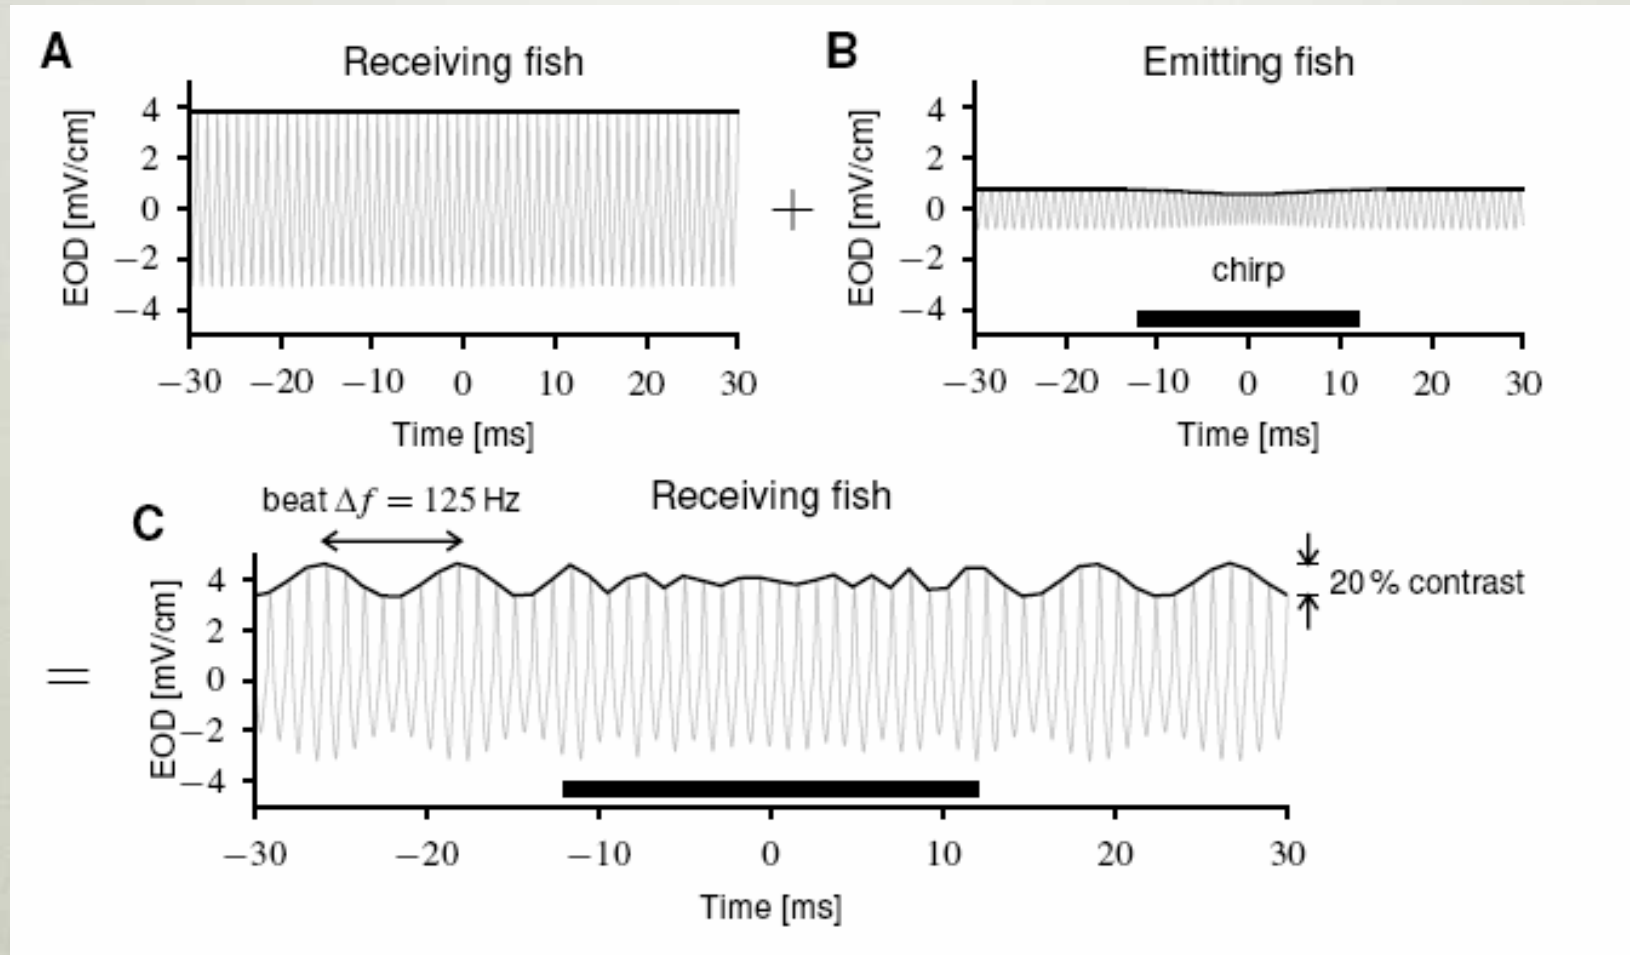 A
Receiving fish
EOD [mV/cm]
4
2
0
−2
−4
−30 −20 −10 0 10 20 30
Time [ms]
+
B
Emitting fish
EOD [mV/cm]
4
2
0
−2
−4
chirp
−30 −20 −10 0 10 20 30
Time [ms]
=
C
beat Δf = 125 Hz
Receiving fish
EOD [mV/cm]
4
2
0
−2
−4
20 % contrast
−30 −20 −10 0 10 20 30
Time [ms]